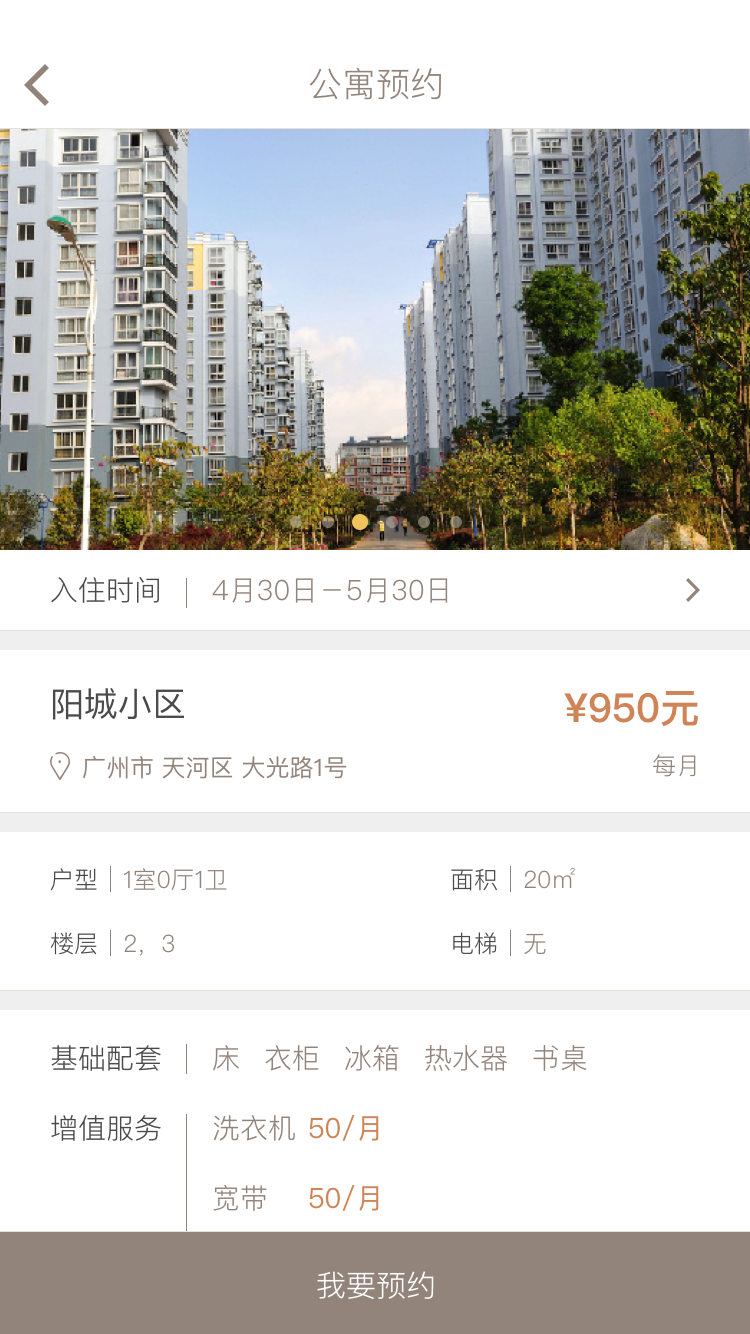 公寓预约
入住时间 4月30日－5月30日
阳城小区 ¥950元
广州市 天河区 大光路1号 每月
户型 1室0厅1卫 面积 20㎡
楼层 2，3 电梯 无
基础配套 床 衣柜 冰箱 热水器 书桌
增值服务 洗衣机 50/月
宽带 50/月
我要预约